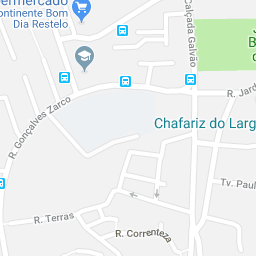 ermercado
ontinente Bom
Dia Restelo
Calçada Galvão
B
R. Jard
R. Gonçalves Zarco
Chafariz do Larg
Tv. Paul
R. Terras
R. Correnteza